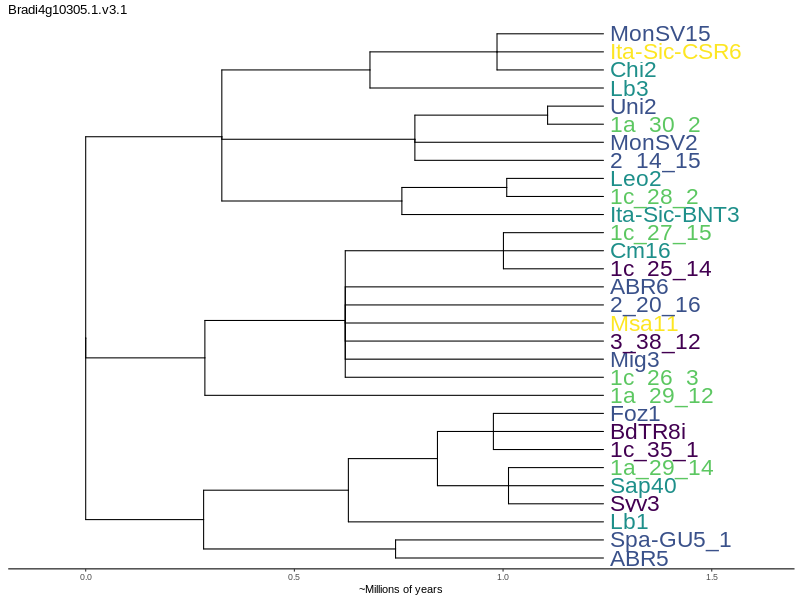 Bradi4g10305.1.v3.1
MonSV15
Ita-Sic-CSR6
Chi2
Lb3
Uni2
1a_30_2
MonSV2
2_14_15
Leo2
1c_28_2
Ita-Sic-BNT3
1c_27_15
Cm16
1c_25_14
ABR6
2_20_16
Msa11
3_38_12
Mig3
1c_26_3
1a_29_12
Foz1
BdTR8i
1c_35_1
1a_29_14
Sap40
Svv3
Lb1
Spa-GU5_1
ABR5
0.0 0.5 1.0 1.5
~Millions of years